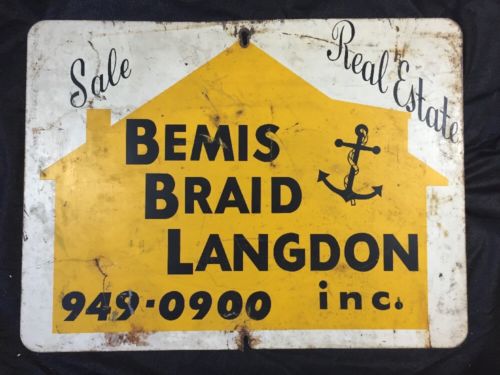 Sale
Real Estate
BEMIS
BRAID
LANGDON
949-0900 inc.